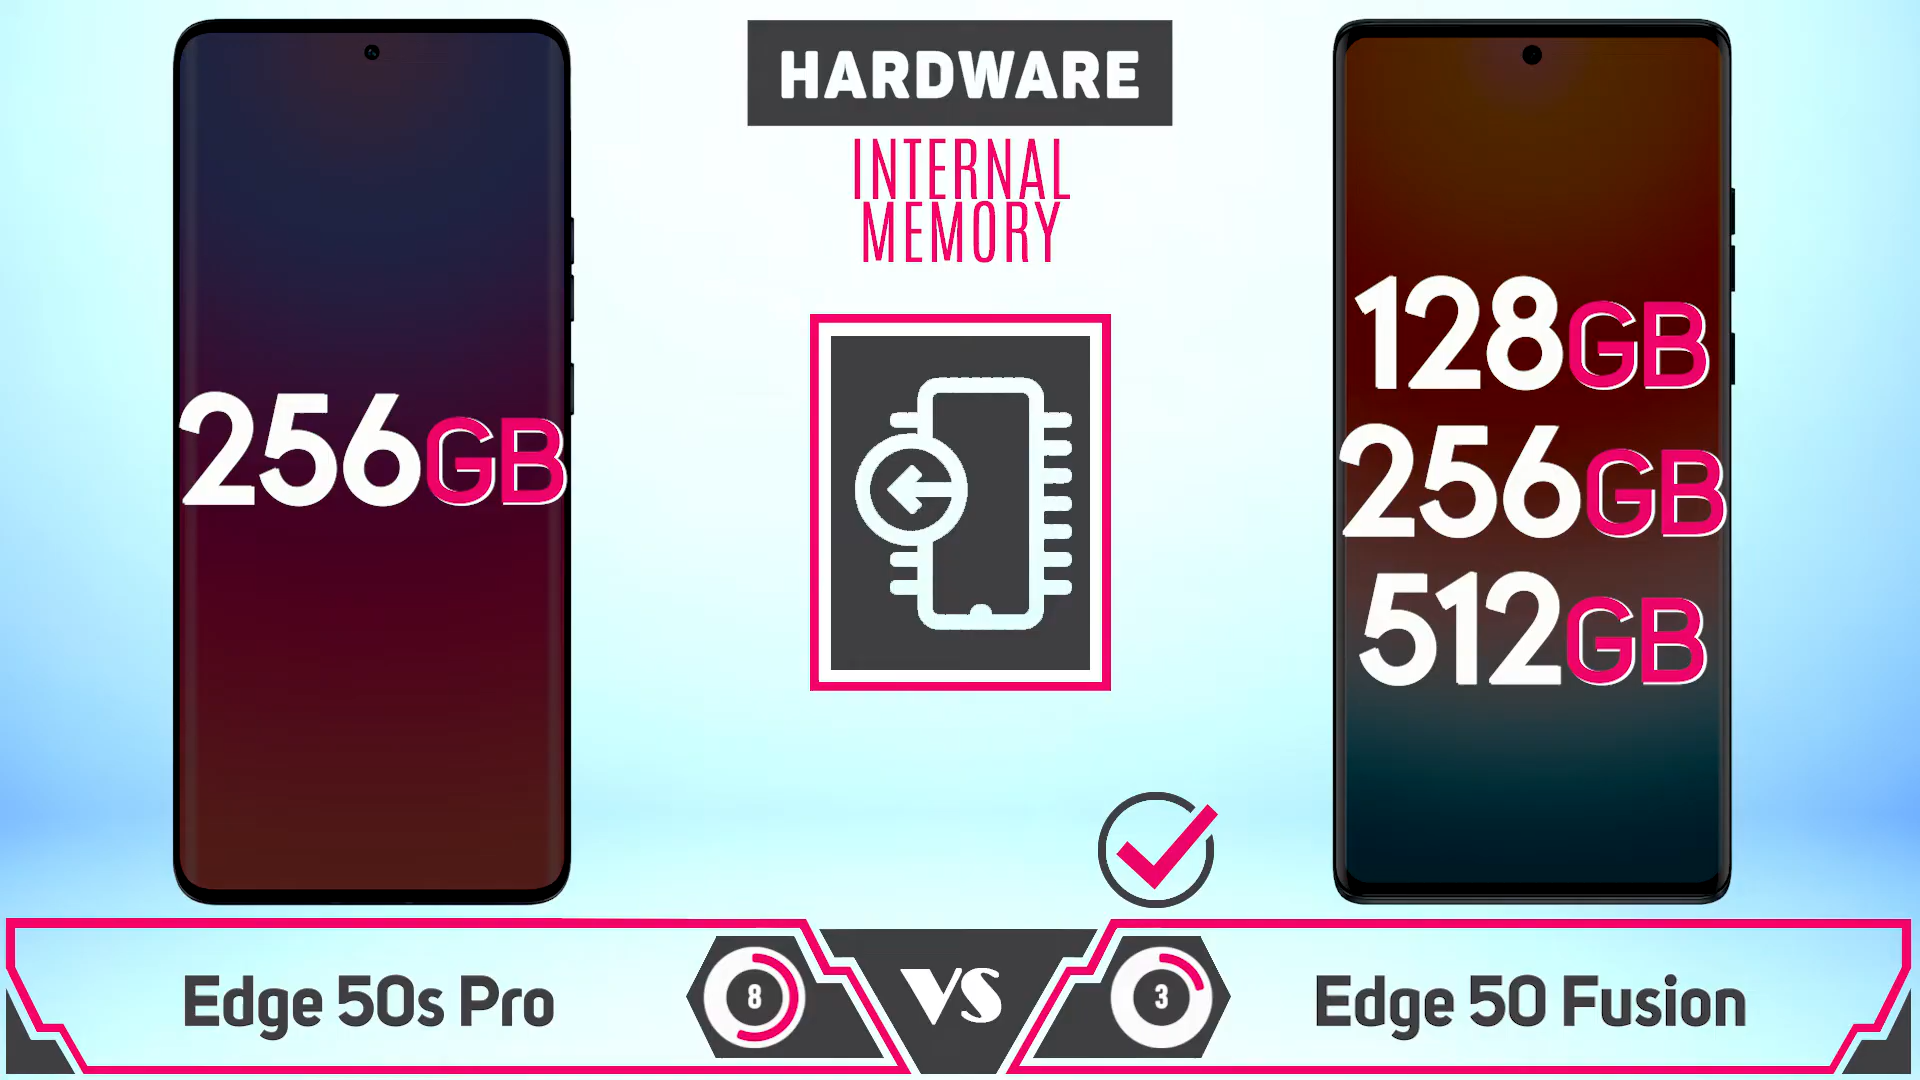 HARDWARE
INTERNAL
MEMORY
256GB
128GB
256GB
512GB
Edge 50s Pro
8
VS
3
Edge 50 Fusion